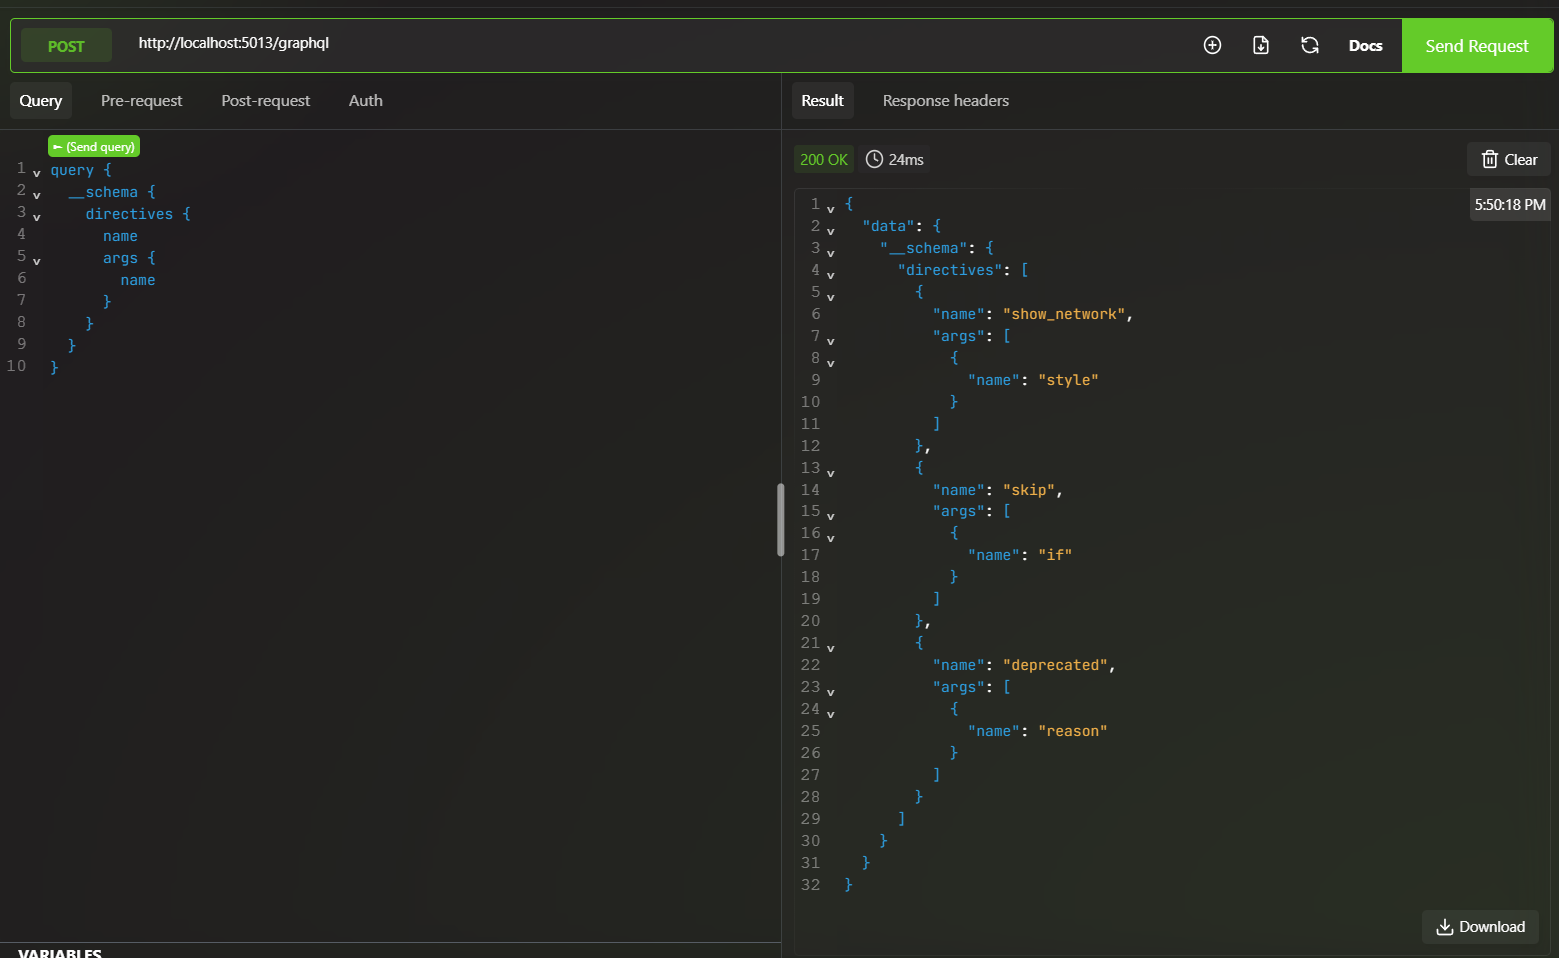 POST
http://localhost:5013/graphql
Docs
Send Request
Query
Pre-request
Post-request
Auth
(Send query)
1 query {
2 __schema {
3 directives {
4 name
5 args {
6 name
7 }
8 }
9 }
10 }
VARIABLES
Result
Response headers
200 OK
24ms
Clear
5:50:18 PM
1 {
2 "data": {
3 "__schema": {
4 "directives": [
5 {
6 "name": "show_network",
7 "args": [
8 {
9 "name": "style"
10 }
11 ]
12 },
13 {
14 "name": "skip",
15 "args": [
16 {
17 "name": "if"
18 }
19 ]
20 },
21 {
22 "name": "deprecated",
23 "args": [
24 {
25 "name": "reason"
26 }
27 ]
28 }
29 ]
30 }
31 }
32 }
Download